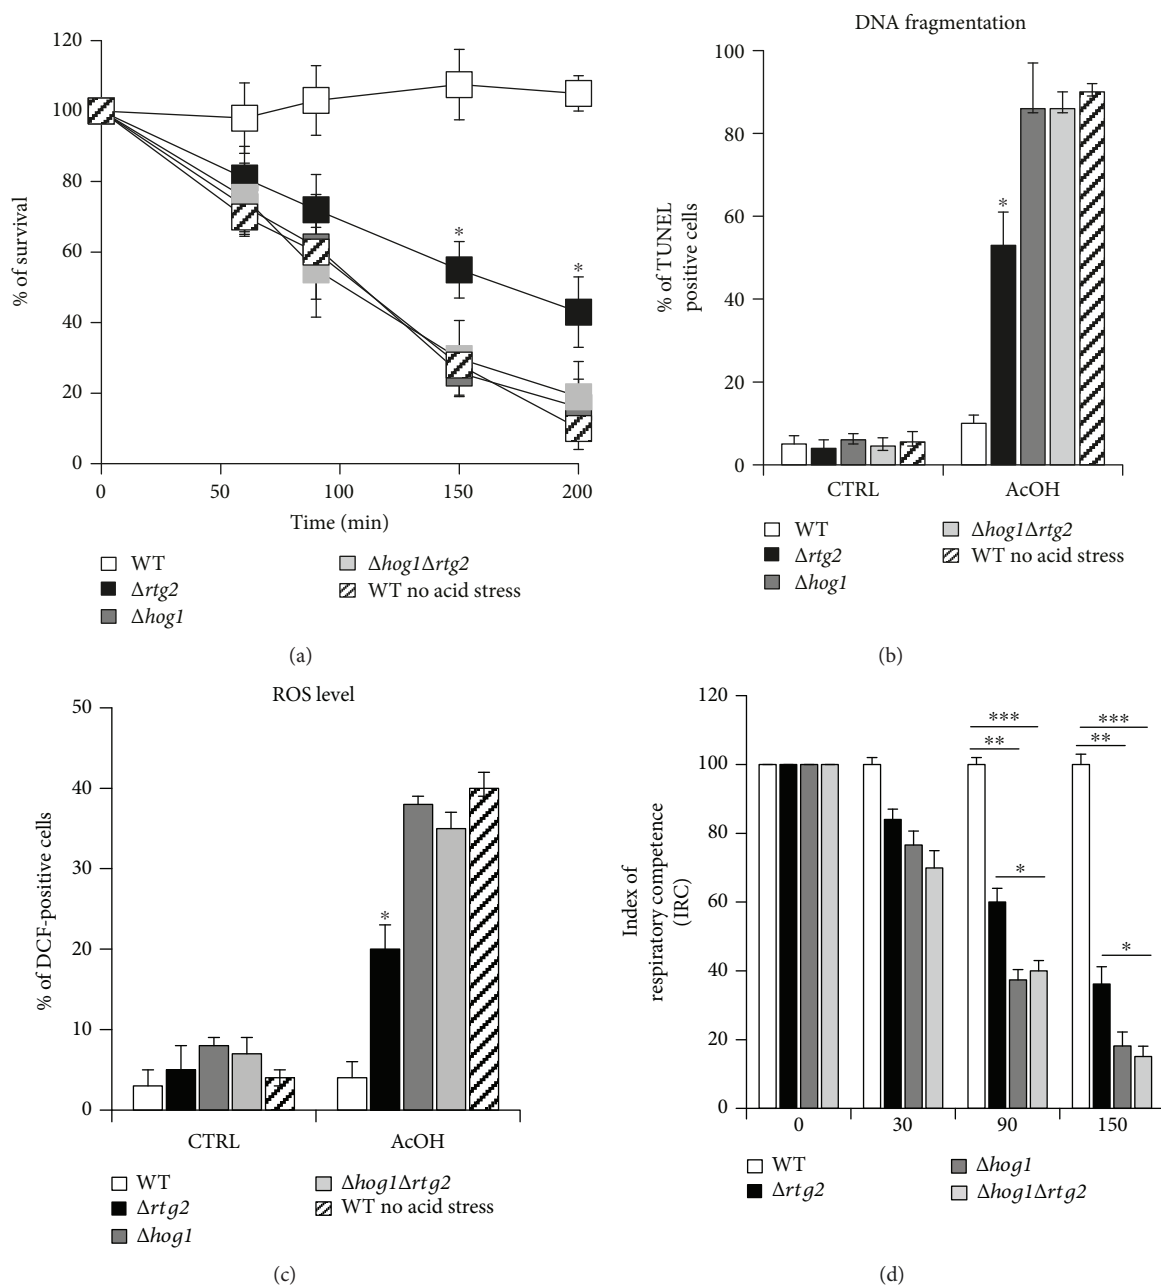 120
100
80
60
40
20
0
% of survival
*
*
0
50
100
150
200
Time (min)
WT
Δrtg2
Δhog1
Δhog1Δrtg2
WT no acid stress
(a)
DNA fragmentation
100
80
60
40
20
0
% of TUNEL
positive cells
*
CTRL
AcOH
WT
Δrtg2
Δhog1
Δhog1Δrtg2
WT no acid stress
(b)
ROS level
50
40
30
20
10
0
% of DCF-positive cells
*
CTRL
AcOH
WT
Δrtg2
Δhog1
Δhog1Δrtg2
WT no acid stress
(c)
120
100
80
60
40
20
0
Index of
respiratory competence
(IRC)
***
**
*
***
**
*
0
30
90
150
WT
Δrtg2
Δhog1
Δhog1Δrtg2
(d)